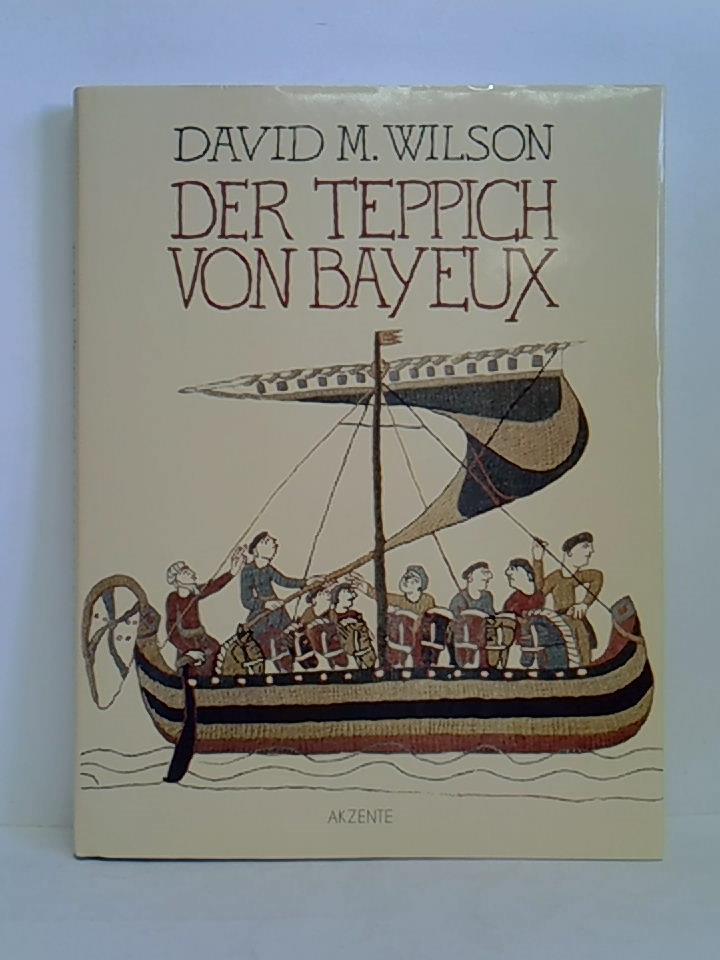 DAVID M. WILSON
DER TEPPICH
VON BAYEUX
AKZENTE